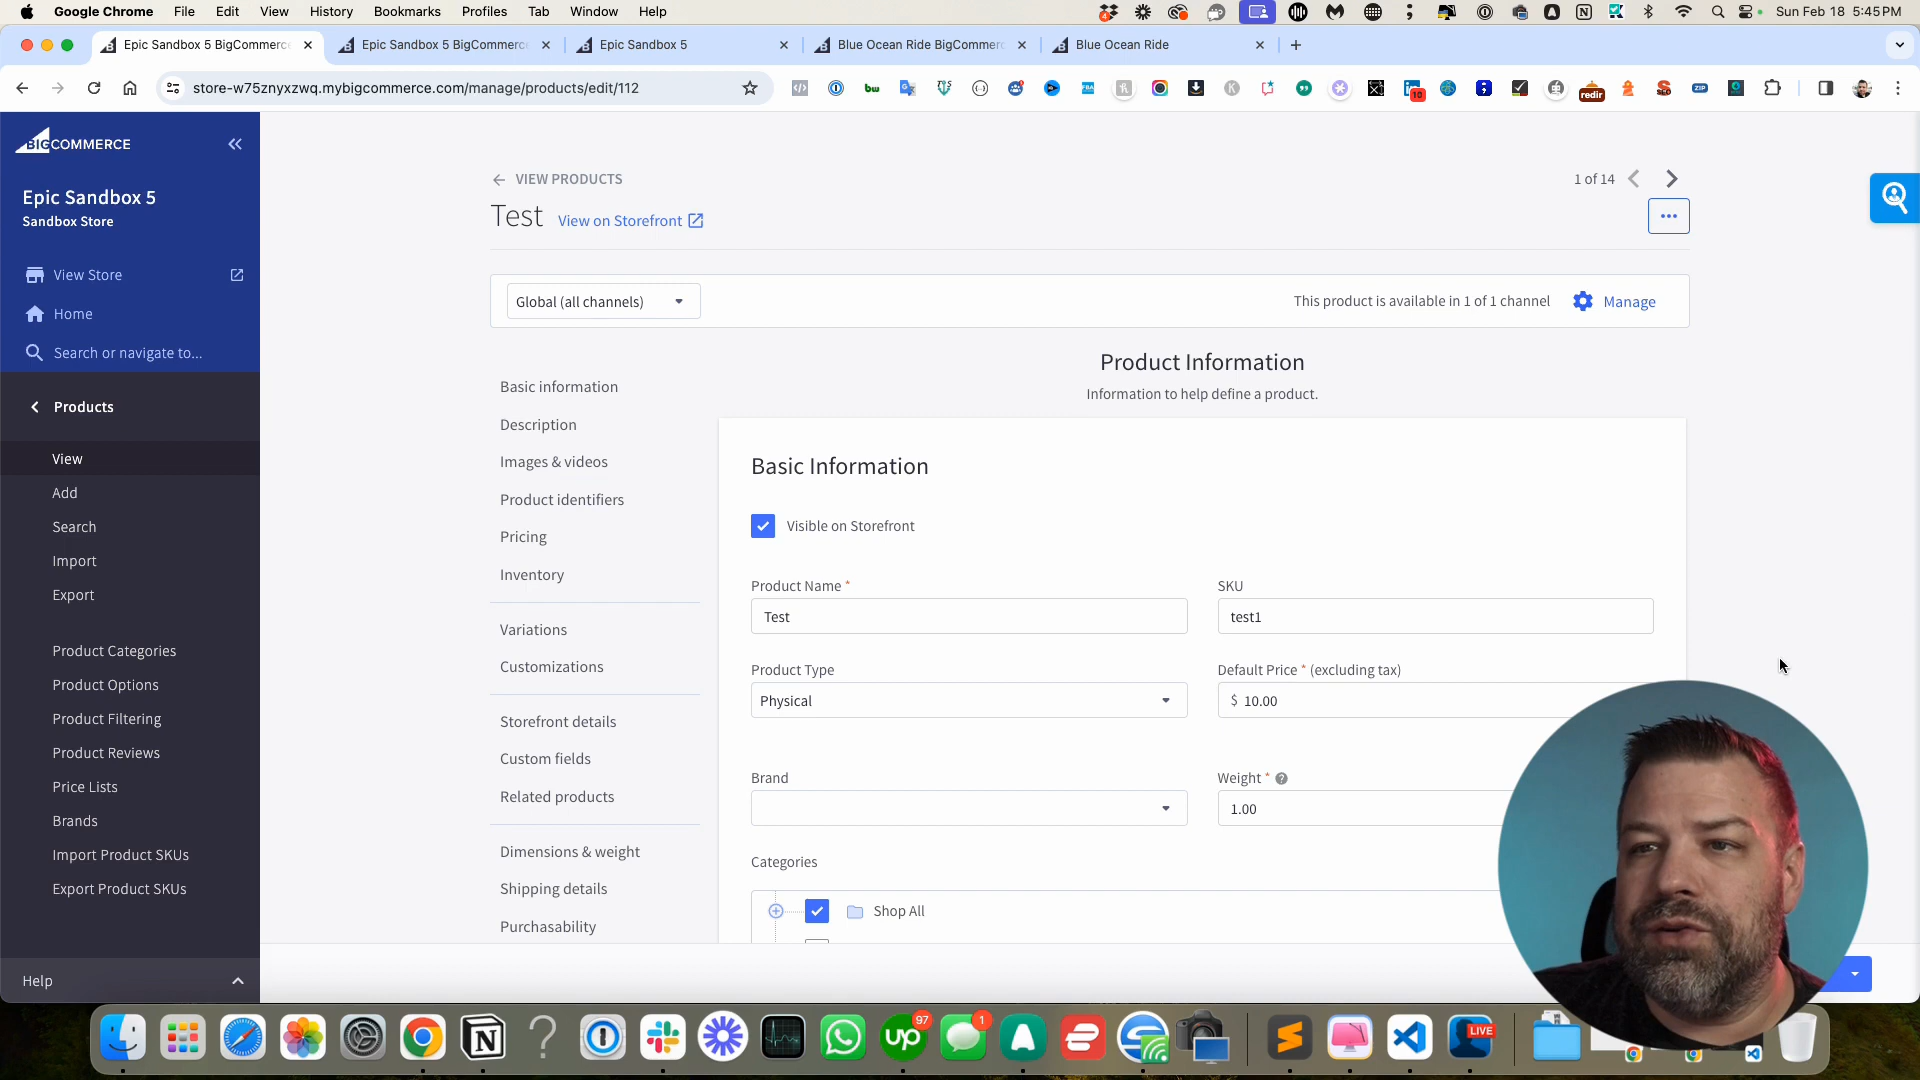 Google Chrome File Edit View History Bookmarks Profiles Tab Window Help Sun Feb 18 5:45 PM
Epic Sandbox 5 BigCommerc Epic Sandbox 5 BigCommerce Epic Sandbox 5 Blue Ocean Ride BigCommer Blue Ocean Ride
store-w75znyxzwq.mybigcommerce.com/manage/products/edit/112
BIGCOMMERCE
Epic Sandbox 5
Sandbox Store
View Store
Home
Search or navigate to...
Products
View
Add
Search
Import
Export
Product Categories
Product Options
Product Filtering
Product Reviews
Price Lists
Brands
Import Product SKUs
Export Product SKUs
Help
VIEW PRODUCTS
1 of 14
Test View on Storefront
Global (all channels)
This product is available in 1 of 1 channel Manage
Basic information
Description
Images & videos
Product identifiers
Pricing
Inventory
Variations
Customizations
Storefront details
Custom fields
Related products
Dimensions & weight
Shipping details
Purchasability
Product Information
Information to help define a product.
Basic Information
Visible on Storefront
Product Name * SKU
Test test1
Product Type Default Price * (excluding tax)
Physical $ 10.00
Brand Weight *
1.00
Categories
Shop All
97
1
LIVE